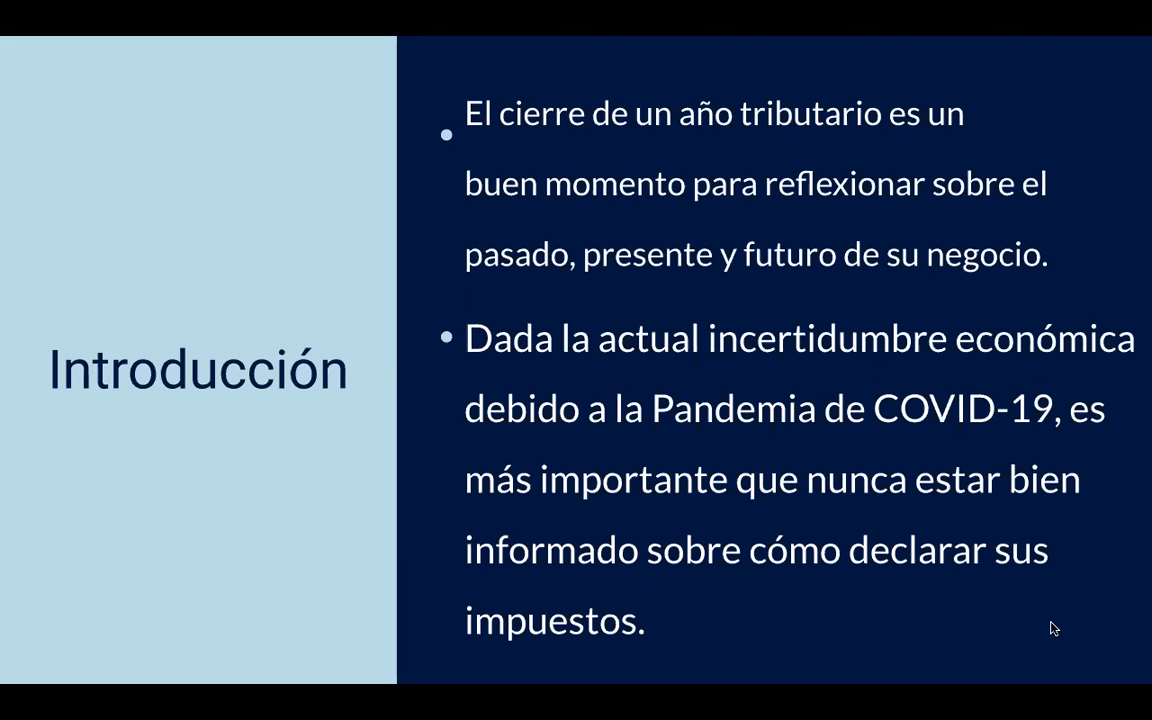 Introducción
• El cierre de un año tributario es un
buen momento para reflexionar sobre el
pasado, presente y futuro de su negocio.
• Dada la actual incertidumbre económica
debido a la Pandemia de COVID-19, es
más importante que nunca estar bien
informado sobre cómo declarar sus
impuestos.